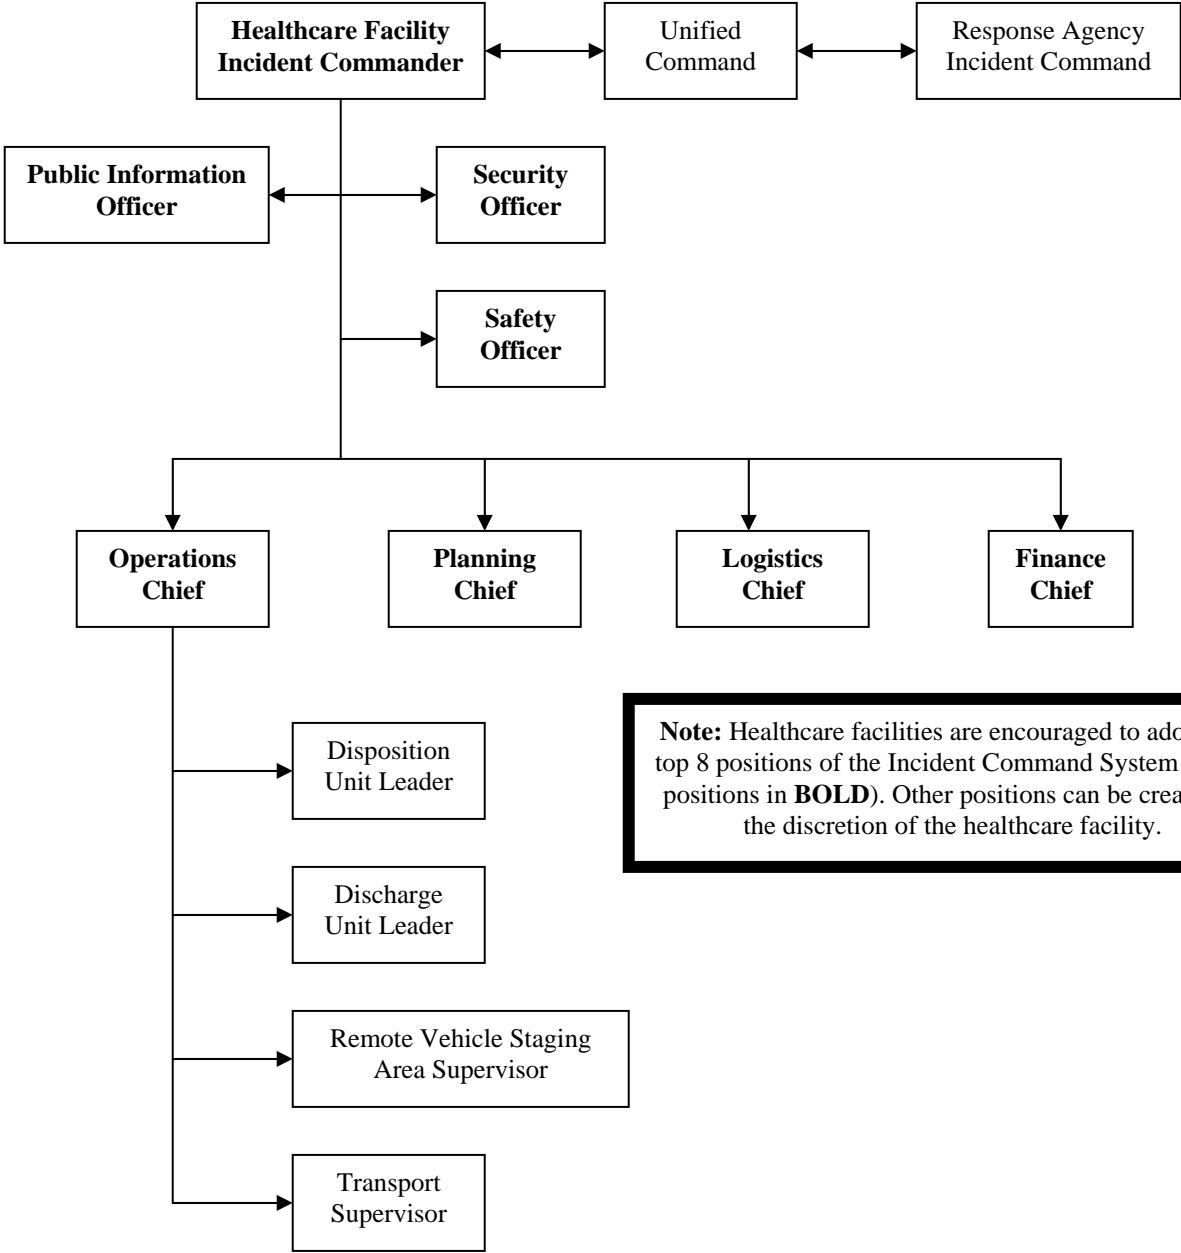 Healthcare Facility
Incident Commander
Unified
Command
Response Agency
Incident Command
Public Information
Officer
Security
Officer
Safety
Officer
Operations
Chief
Planning
Chief
Logistics
Chief
Finance
Chief
Disposition
Unit Leader
Note: Healthcare facilities are encouraged to ado
top 8 positions of the Incident Command System
positions in BOLD). Other positions can be crea
the discretion of the healthcare facility.
Discharge
Unit Leader
Remote Vehicle Staging
Area Supervisor
Transport
Supervisor